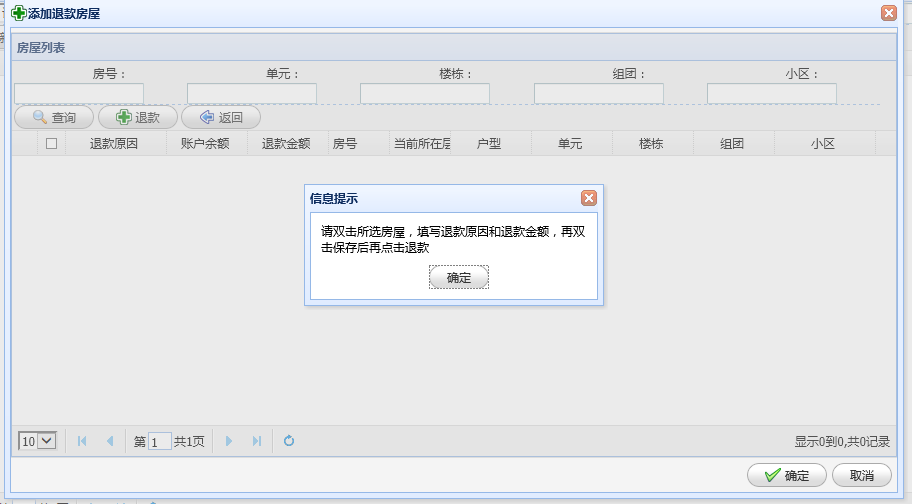 添加退款房屋
房屋列表
房号： 单元： 楼栋： 组团： 小区：
查询 退款 返回
退款原因 账户余额 退款金额 房号 当前所在层 户型 单元 楼栋 组团 小区
信息提示
请双击所选房屋，填写退款原因和退款金额，再双
击保存后再点击退款
确定
10 第 1 共1页 显示0到0,共0记录
确定 取消